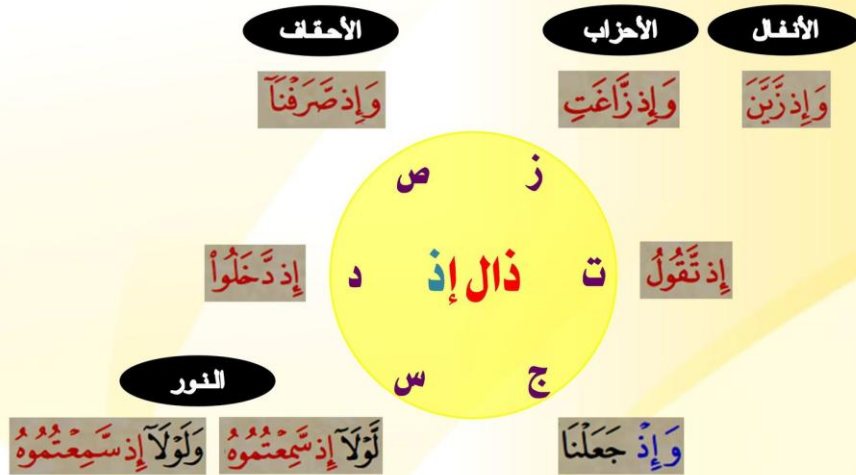 الأنفال الأحزاب الأحقاف
وَإِذ زَّيَّنَ وَإِذ زَّاغَتِ وَإِذ صَّرَفۡنَآ
ز ص
إِذ تَّقُولُ ت ذال إذ د إِذ دَّخَلُواْ
ج س
النور
وَإِذۡ جَعَلۡنَا لَّوۡلَآ إِذ سَّمِعۡتُمُوهُ وَلَوۡلَآ إِذ سَّمِعۡتُمُوهُ